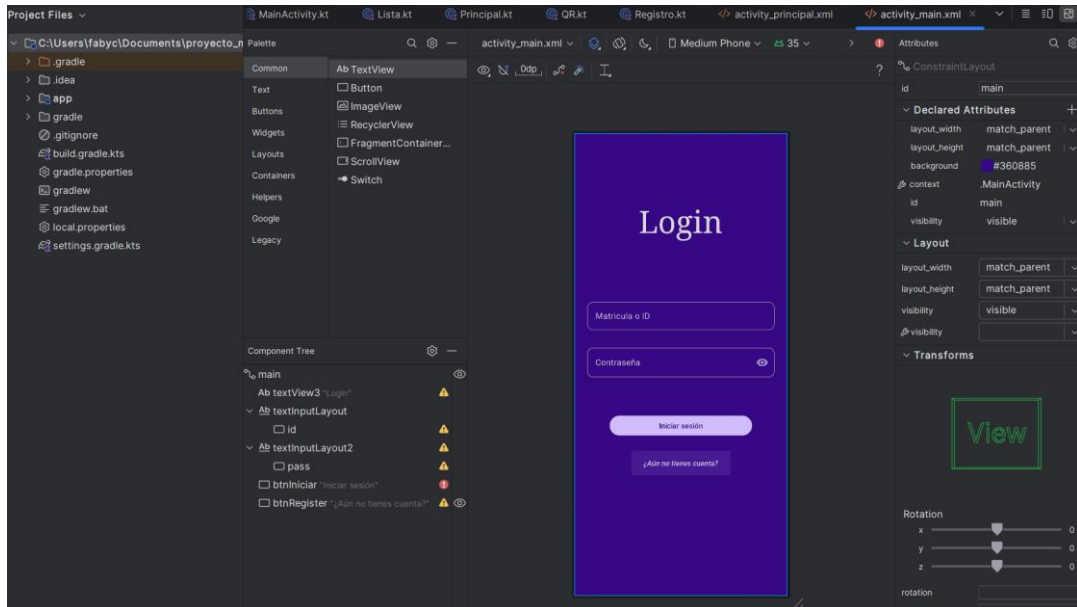 Project Files
MainActivity.kt
Lista.kt
Principal.kt
QR.kt
Registro.kt
activity_principal.xml
activity_main.xml
C:\Users\fabyc\Documents\proyecto_n
.gradle
.idea
app
gradle
.gitignore
build.gradle.kts
gradle.properties
gradlew
gradlew.bat
local.properties
settings.gradle.kts
Palette
Common
Text
Buttons
Widgets
Layouts
Containers
Helpers
Google
Legacy
Ab TextView
Button
ImageView
RecyclerView
FragmentContainer...
ScrollView
Switch
Component Tree
main
Ab textView3 "Login"
Ab textInputLayout
id
Ab textInputLayout2
pass
btnIniciar "Iniciar sesión"
btnRegister "¿Aún no tienes cuenta?"
activity_main.xml
Medium Phone
35
0dp
?
Login
Matricula o ID
Contraseña
Iniciar sesión
¿Aún no tienes cuenta?
Attributes
ConstraintLayout
id main
Declared Attributes
layout_width match_parent
layout_height match_parent
background #360885
context .MainActivity
id main
visibility visible
Layout
layout_width match_parent
layout_height match_parent
visibility visible
visibility
Transforms
View
Rotation
x 0
y 0
z 0
rotation